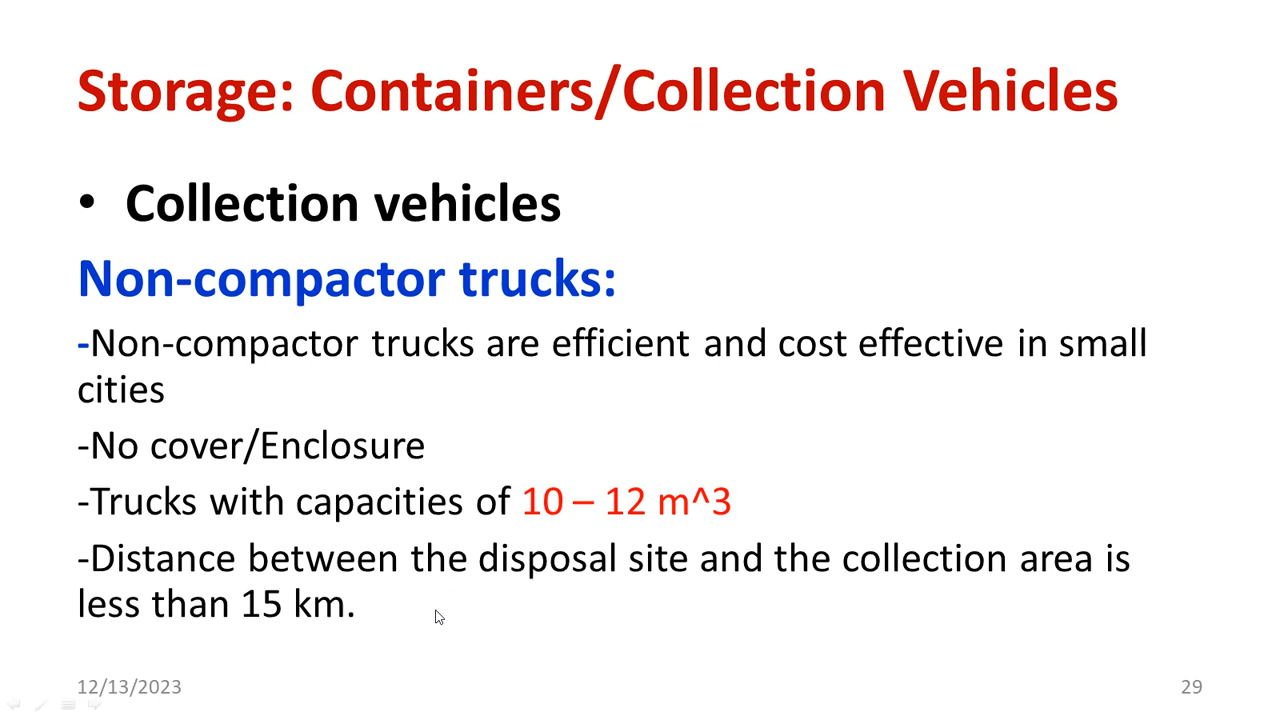 Storage: Containers/Collection Vehicles
• Collection vehicles
Non-compactor trucks:
-Non-compactor trucks are efficient and cost effective in small
cities
-No cover/Enclosure
-Trucks with capacities of 10 – 12 m^3
-Distance between the disposal site and the collection area is
less than 15 km.
12/13/2023
29